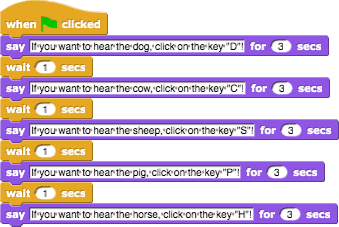 when clicked
say If you want to hear the dog, click on the key "D"! for 3 secs
wait 1 secs
say If you want to hear the cow, click on the key "C"! for 3 secs
wait 1 secs
say If you want to hear the sheep, click on the key "S"! for 3 secs
wait 1 secs
say If you want to hear the pig, click on the key "P"! for 3 secs
wait 1 secs
say If you want to hear the horse, click on the key "H"! for 3 secs